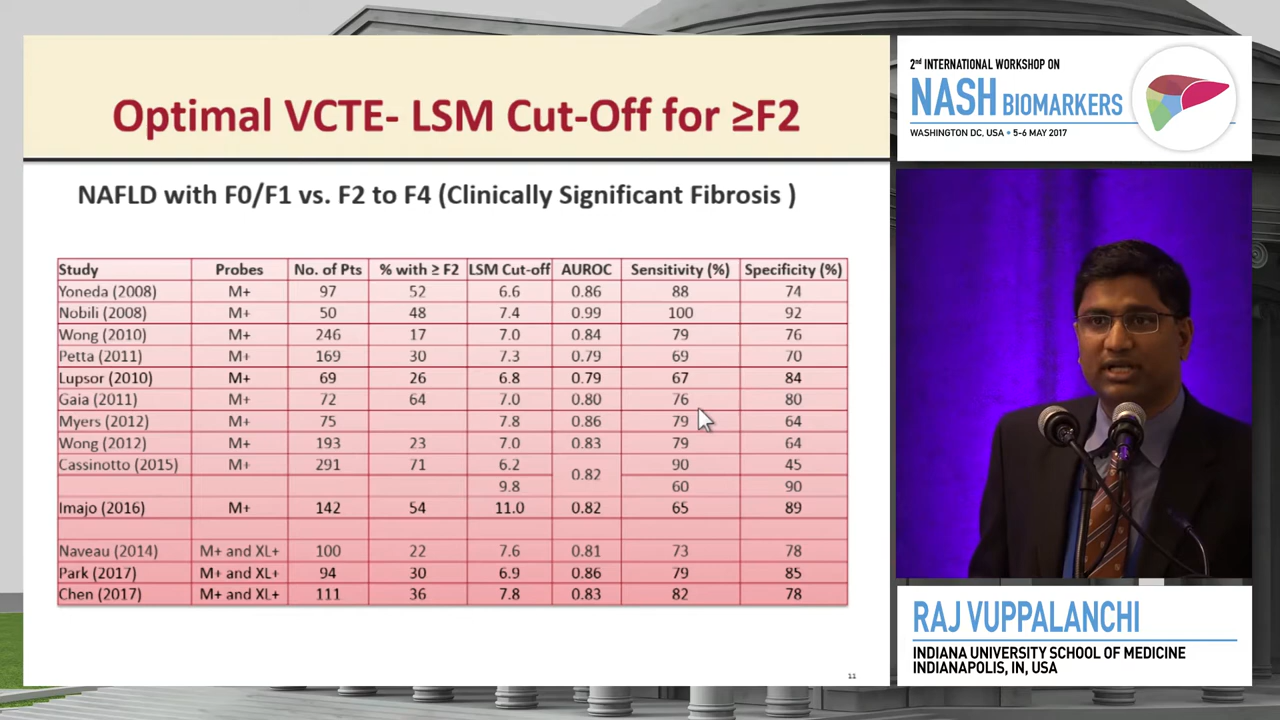 Optimal VCTE- LSM Cut-Off for ≥F2
NAFLD with F0/F1 vs. F2 to F4 (Clinically Significant Fibrosis )
Study Probes No. of Pts % with ≥ F2 LSM Cut-off AUROC Sensitivity (%) Specificity (%)
Yoneda (2008) M+ 97 52 6.6 0.86 88 74
Nobili (2008) M+ 50 48 7.4 0.99 100 92
Wong (2010) M+ 246 17 7.0 0.84 79 76
Petta (2011) M+ 169 30 7.3 0.79 69 70
Lupsor (2010) M+ 69 26 6.8 0.79 67 84
Gaia (2011) M+ 72 64 7.0 0.80 76 80
Myers (2012) M+ 75 7.8 0.86 79 64
Wong (2012) M+ 193 23 7.0 0.83 79 64
Cassinotto (2015) M+ 291 71 6.2 0.82 90 45
9.8 60 90
Imajo (2016) M+ 142 54 11.0 0.82 65 89
Naveau (2014) M+ and XL+ 100 22 7.6 0.81 73 78
Park (2017) M+ and XL+ 94 30 6.9 0.86 79 85
Chen (2017) M+ and XL+ 111 36 7.8 0.83 82 78
11
2nd INTERNATIONAL WORKSHOP ON
NASH BIOMARKERS
WASHINGTON DC, USA • 5-6 MAY 2017
RAJ VUPPALANCHI
INDIANA UNIVERSITY SCHOOL OF MEDICINE
INDIANAPOLIS, IN, USA